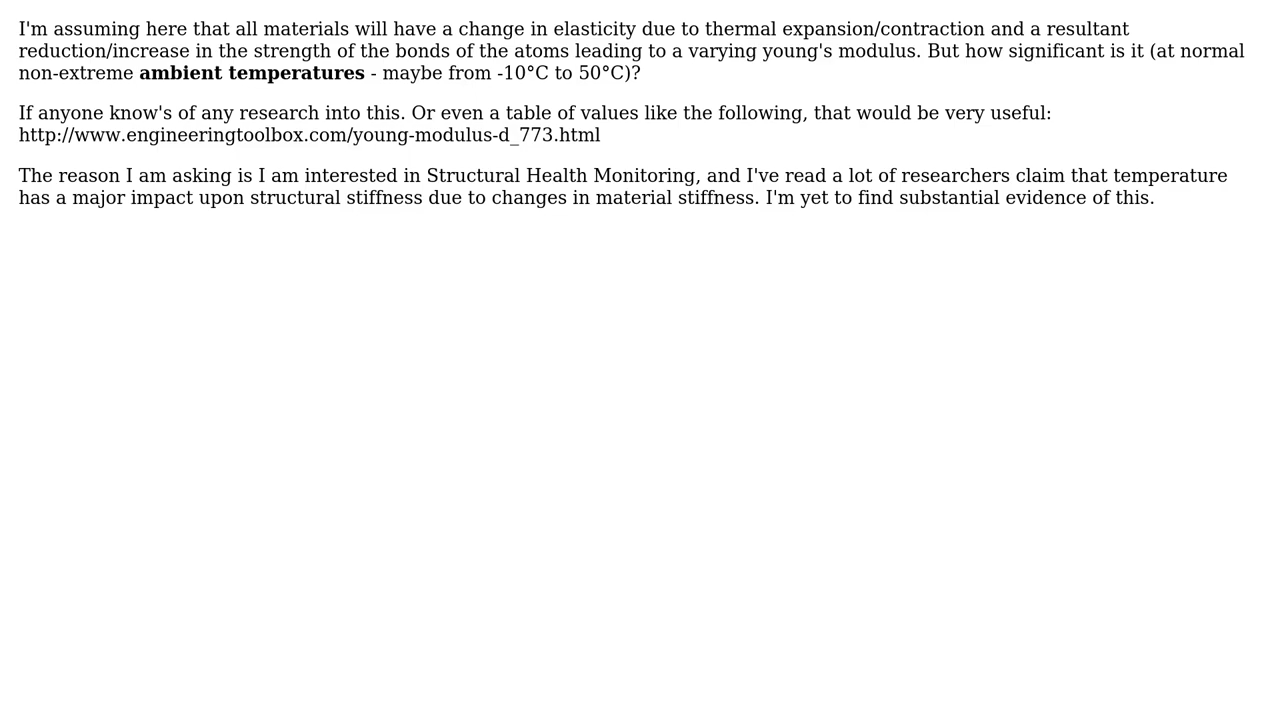 I'm assuming here that all materials will have a change in elasticity due to thermal expansion/contraction and a resultant
reduction/increase in the strength of the bonds of the atoms leading to a varying young's modulus. But how significant is it (at normal
non-extreme ambient temperatures - maybe from -10°C to 50°C)?
If anyone know's of any research into this. Or even a table of values like the following, that would be very useful:
http://www.engineeringtoolbox.com/young-modulus-d_773.html
The reason I am asking is I am interested in Structural Health Monitoring, and I've read a lot of researchers claim that temperature
has a major impact upon structural stiffness due to changes in material stiffness. I'm yet to find substantial evidence of this.